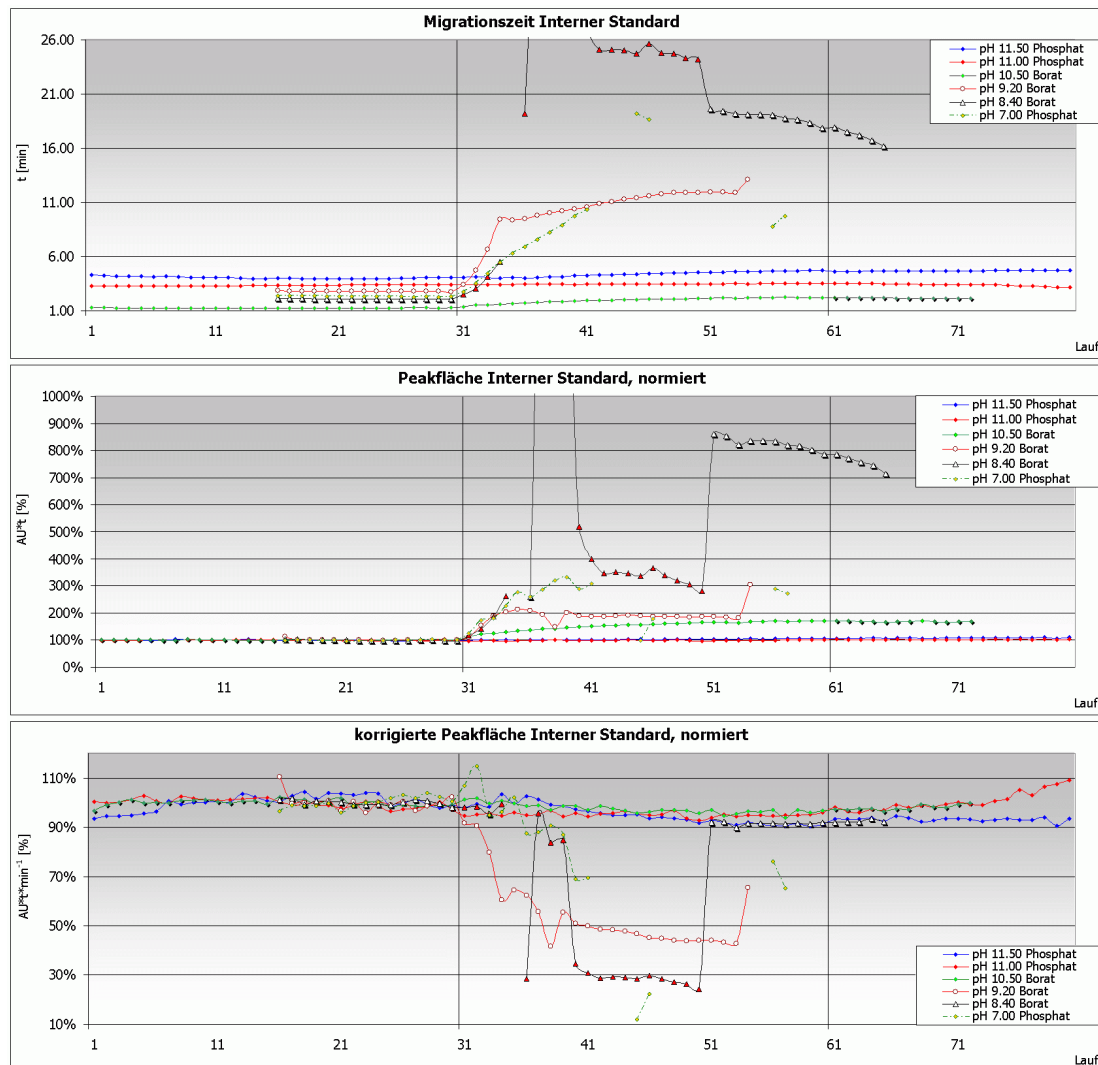 Migrationszeit Interner Standard
26.00
21.00
16.00
11.00
6.00
1.00
t [min]
pH 11.50 Phosphat
pH 11.00 Phosphat
pH 10.50 Borat
pH 9.20 Borat
pH 8.40 Borat
pH 7.00 Phosphat
1 11 21 31 41 51 61 71
Lauf
Peakfläche Interner Standard, normiert
1000%
900%
800%
700%
600%
500%
400%
300%
200%
100%
0%
AU*t [%]
pH 11.50 Phosphat
pH 11.00 Phosphat
pH 10.50 Borat
pH 9.20 Borat
pH 8.40 Borat
pH 7.00 Phosphat
1 11 21 31 41 51 61 71
Lauf
korrigierte Peakfläche Interner Standard, normiert
110%
90%
70%
50%
30%
10%
AU*t*min⁻¹ [%]
pH 11.50 Phosphat
pH 11.00 Phosphat
pH 10.50 Borat
pH 9.20 Borat
pH 8.40 Borat
pH 7.00 Phosphat
1 11 21 31 41 51 61 71
Lauf